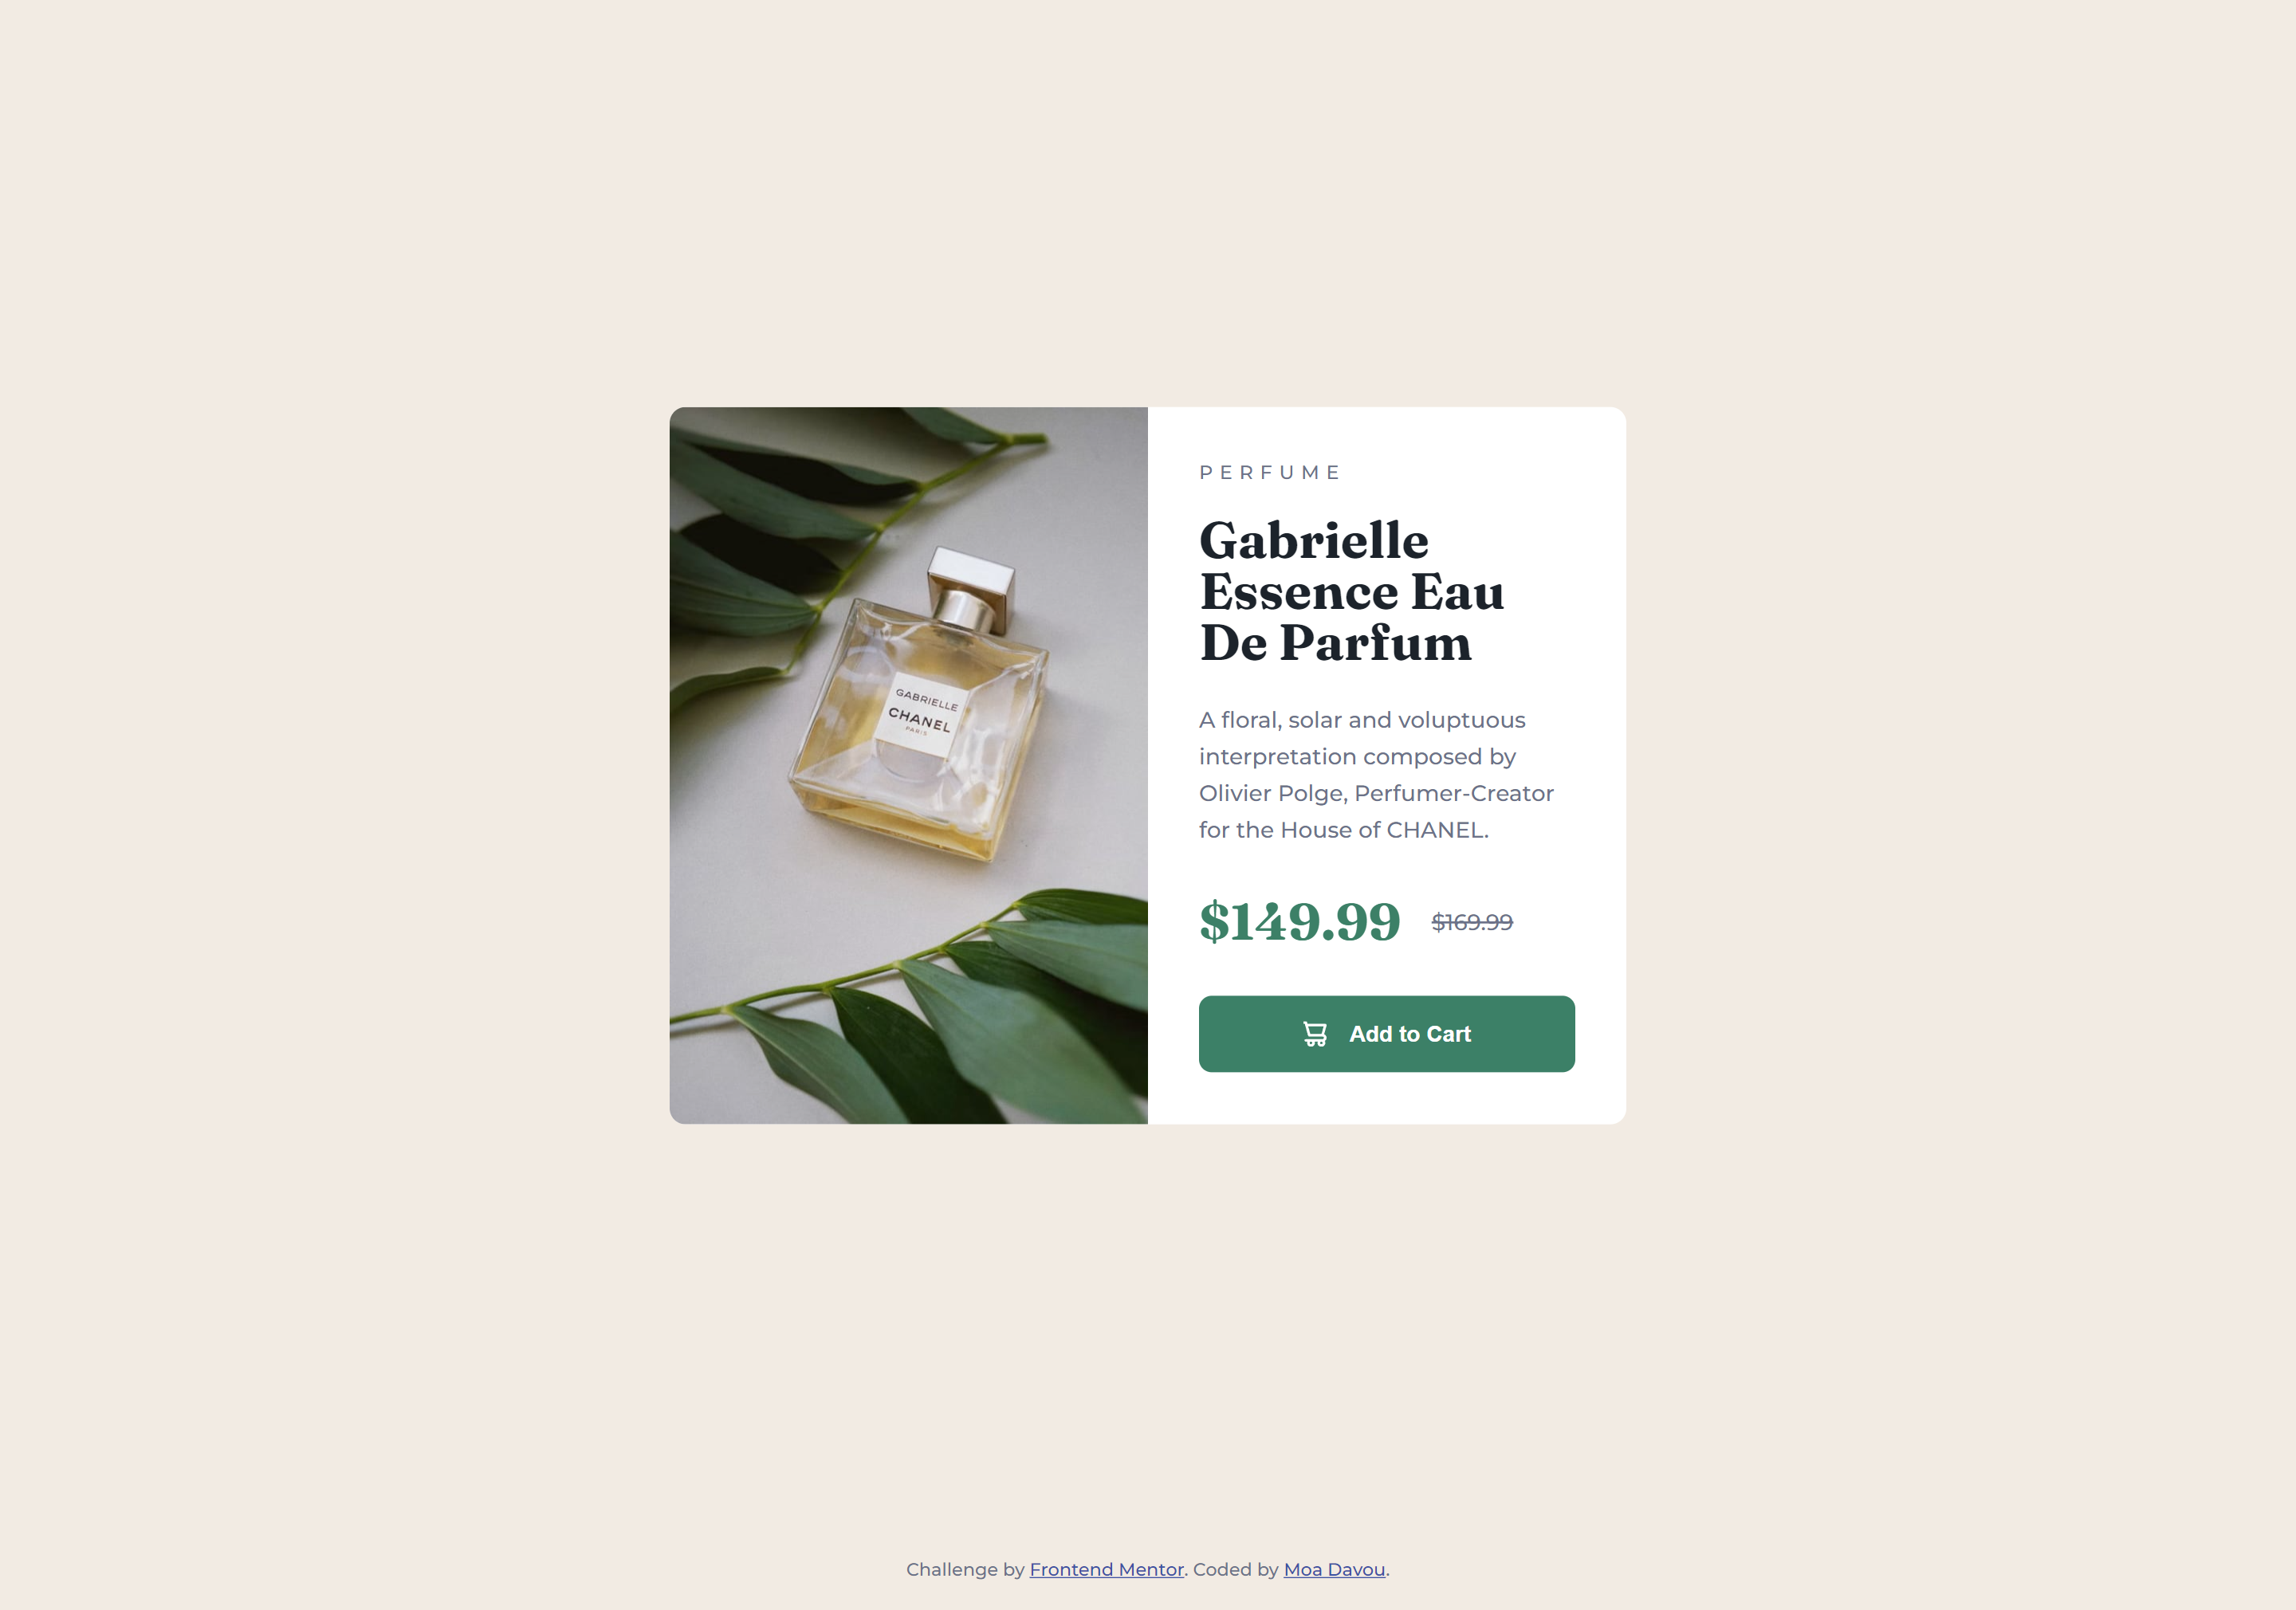 GABRIELLE
CHANEL
PARIS
PERFUME
Gabrielle
Essence Eau
De Parfum
A floral, solar and voluptuous
interpretation composed by
Olivier Polge, Perfumer-Creator
for the House of CHANEL.
$149.99 $169.99
Add to Cart
Challenge by Frontend Mentor. Coded by Moa Davou.